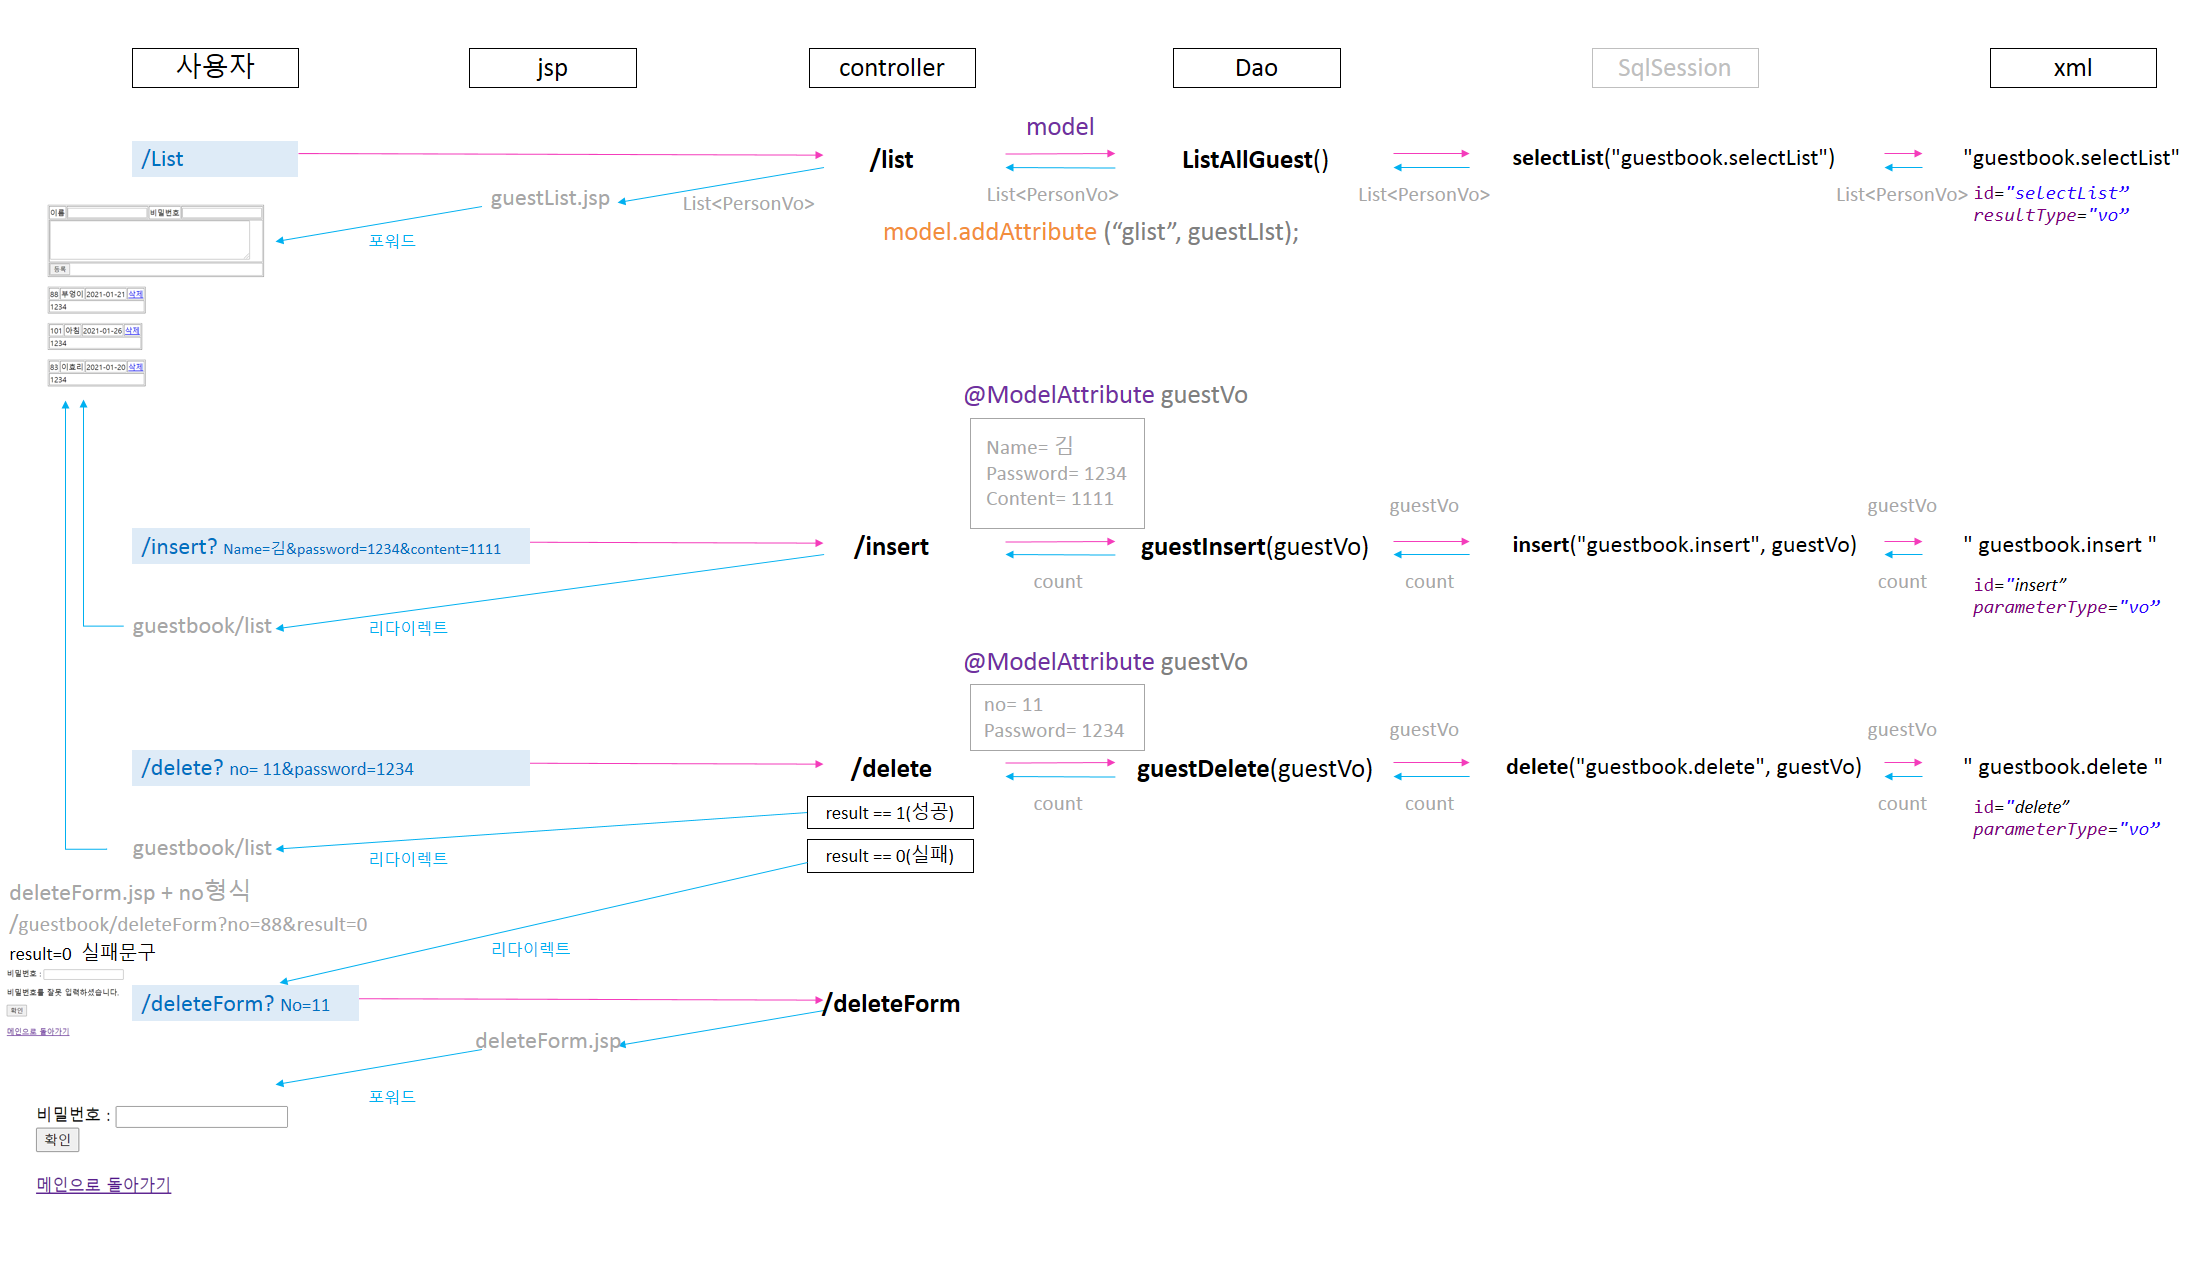 사용자
jsp
controller
Dao
SqlSession
xml
model
/List
/list
ListAllGuest()
selectList("guestbook.selectList")
"guestbook.selectList"
guestList.jsp
List<PersonVo>
List<PersonVo>
List<PersonVo>
List<PersonVo>
id="selectList”
resultType="vo”
포워드
model.addAttribute (“glist”, guestLIst);
이름 비밀번호
등록
88 부엉이 2021-01-21 삭제
1234
101 아침 2021-01-26 삭제
1234
83 이효리 2021-01-20 삭제
1234
@ModelAttribute guestVo
Name= 김
Password= 1234
Content= 1111
guestVo
guestVo
/insert? Name=김&password=1234&content=1111
/insert
guestInsert(guestVo)
insert("guestbook.insert", guestVo)
" guestbook.insert "
count
count
count
id="insert”
parameterType="vo”
guestbook/list
리다이렉트
@ModelAttribute guestVo
no= 11
Password= 1234
guestVo
guestVo
/delete? no= 11&password=1234
/delete
guestDelete(guestVo)
delete("guestbook.delete", guestVo)
" guestbook.delete "
result == 1(성공)
count
count
count
id="delete”
parameterType="vo”
guestbook/list
리다이렉트
result == 0(실패)
deleteForm.jsp + no형식
/guestbook/deleteForm?no=88&result=0
result=0 실패문구
리다이렉트
비밀번호 :
비밀번호를 잘못 입력하셨습니다.
확인
메인으로 돌아가기
/deleteForm? No=11
/deleteForm
deleteForm.jsp
포워드
비밀번호 :
확인
메인으로 돌아가기